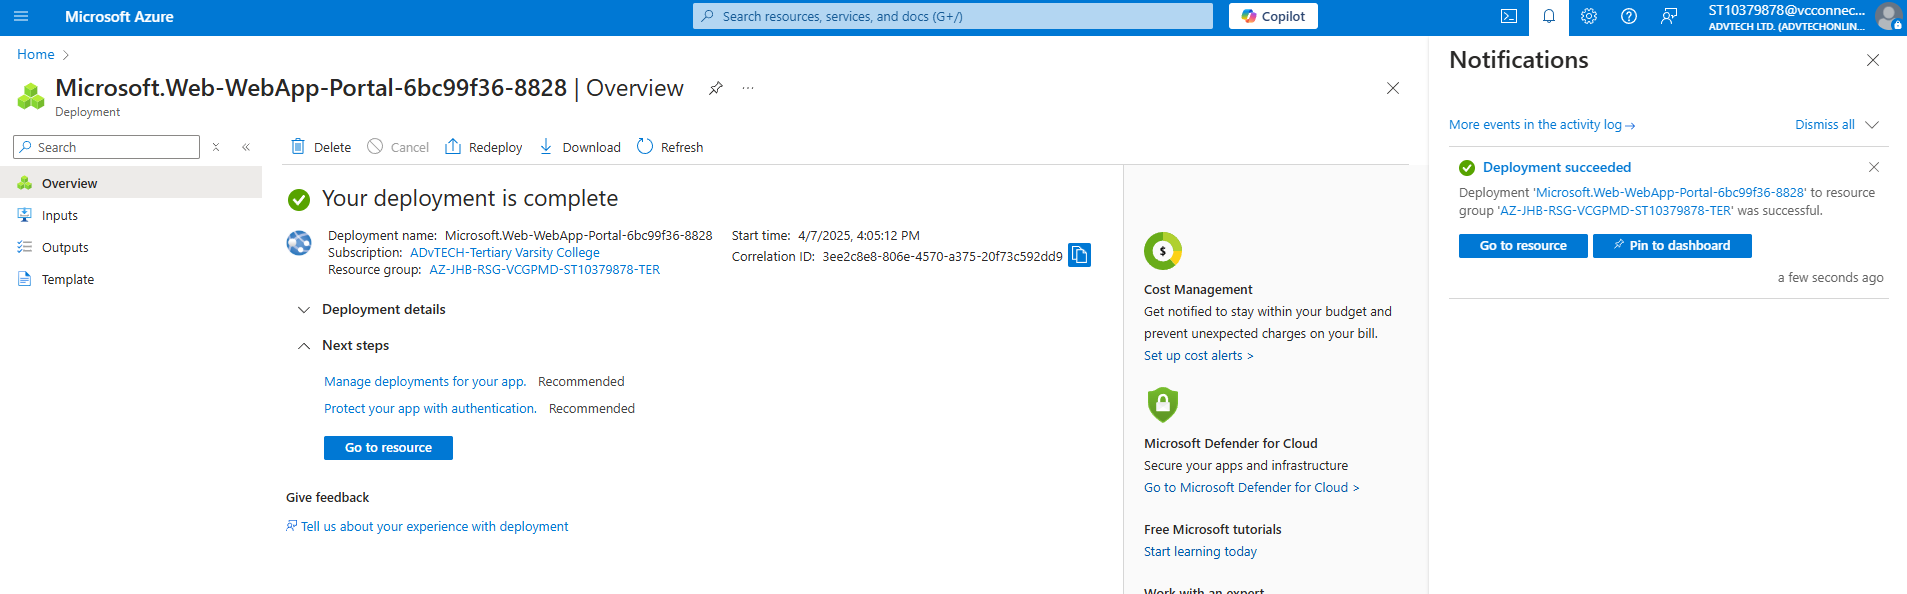 Microsoft Azure
Search resources, services, and docs (G+/)
Copilot
ST10379878@vcconnec...
ADVTECH LTD. (ADVTECHONLIN...
Home
Microsoft.Web-WebApp-Portal-6bc99f36-8828 | Overview
Deployment
Search
Overview
Inputs
Outputs
Template
Delete
Cancel
Redeploy
Download
Refresh
Your deployment is complete
Deployment name: Microsoft.Web-WebApp-Portal-6bc99f36-8828
Subscription: ADvTECH-Tertiary Varsity College
Resource group: AZ-JHB-RSG-VCGPMD-ST10379878-TER
Start time: 4/7/2025, 4:05:12 PM
Correlation ID: 3ee2c8e8-806e-4570-a375-20f73c592dd9
Deployment details
Next steps
Manage deployments for your app. Recommended
Protect your app with authentication. Recommended
Go to resource
Give feedback
Tell us about your experience with deployment
Cost Management
Get notified to stay within your budget and
prevent unexpected charges on your bill.
Set up cost alerts >
Microsoft Defender for Cloud
Secure your apps and infrastructure
Go to Microsoft Defender for Cloud >
Free Microsoft tutorials
Start learning today
Work with an expert
Notifications
More events in the activity log →
Dismiss all
Deployment succeeded
Deployment 'Microsoft.Web-WebApp-Portal-6bc99f36-8828' to resource
group 'AZ-JHB-RSG-VCGPMD-ST10379878-TER' was successful.
Go to resource
Pin to dashboard
a few seconds ago